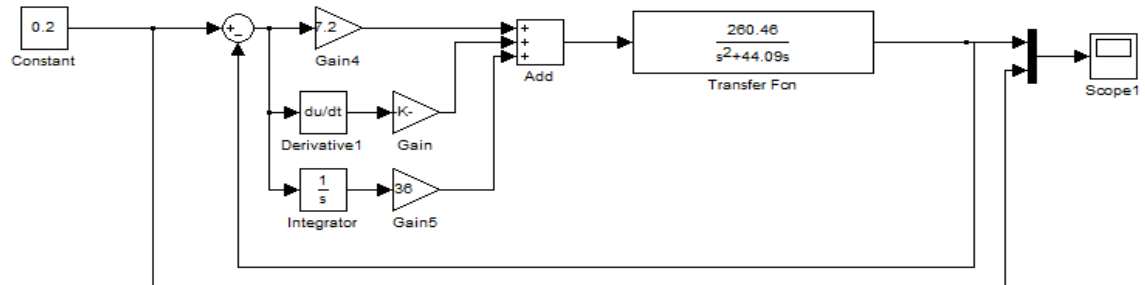 0.2
Constant
+
−
7.2
Gain4
du/dt
Derivative1
-K-
Gain
1
s
Integrator
36
Gain5
+
+
+
Add
260.46
s²+44.09s
Transfer Fcn
Scope1